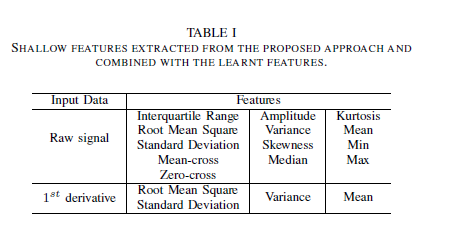 TABLE I
SHALLOW FEATURES EXTRACTED FROM THE PROPOSED APPROACH AND
COMBINED WITH THE LEARNT FEATURES.
Input Data Features
Interquartile Range Amplitude Kurtosis
Root Mean Square Variance Mean
Raw signal Standard Deviation Skewness Min
Mean-cross Median Max
Zero-cross
1st derivative Root Mean Square Variance Mean
Standard Deviation